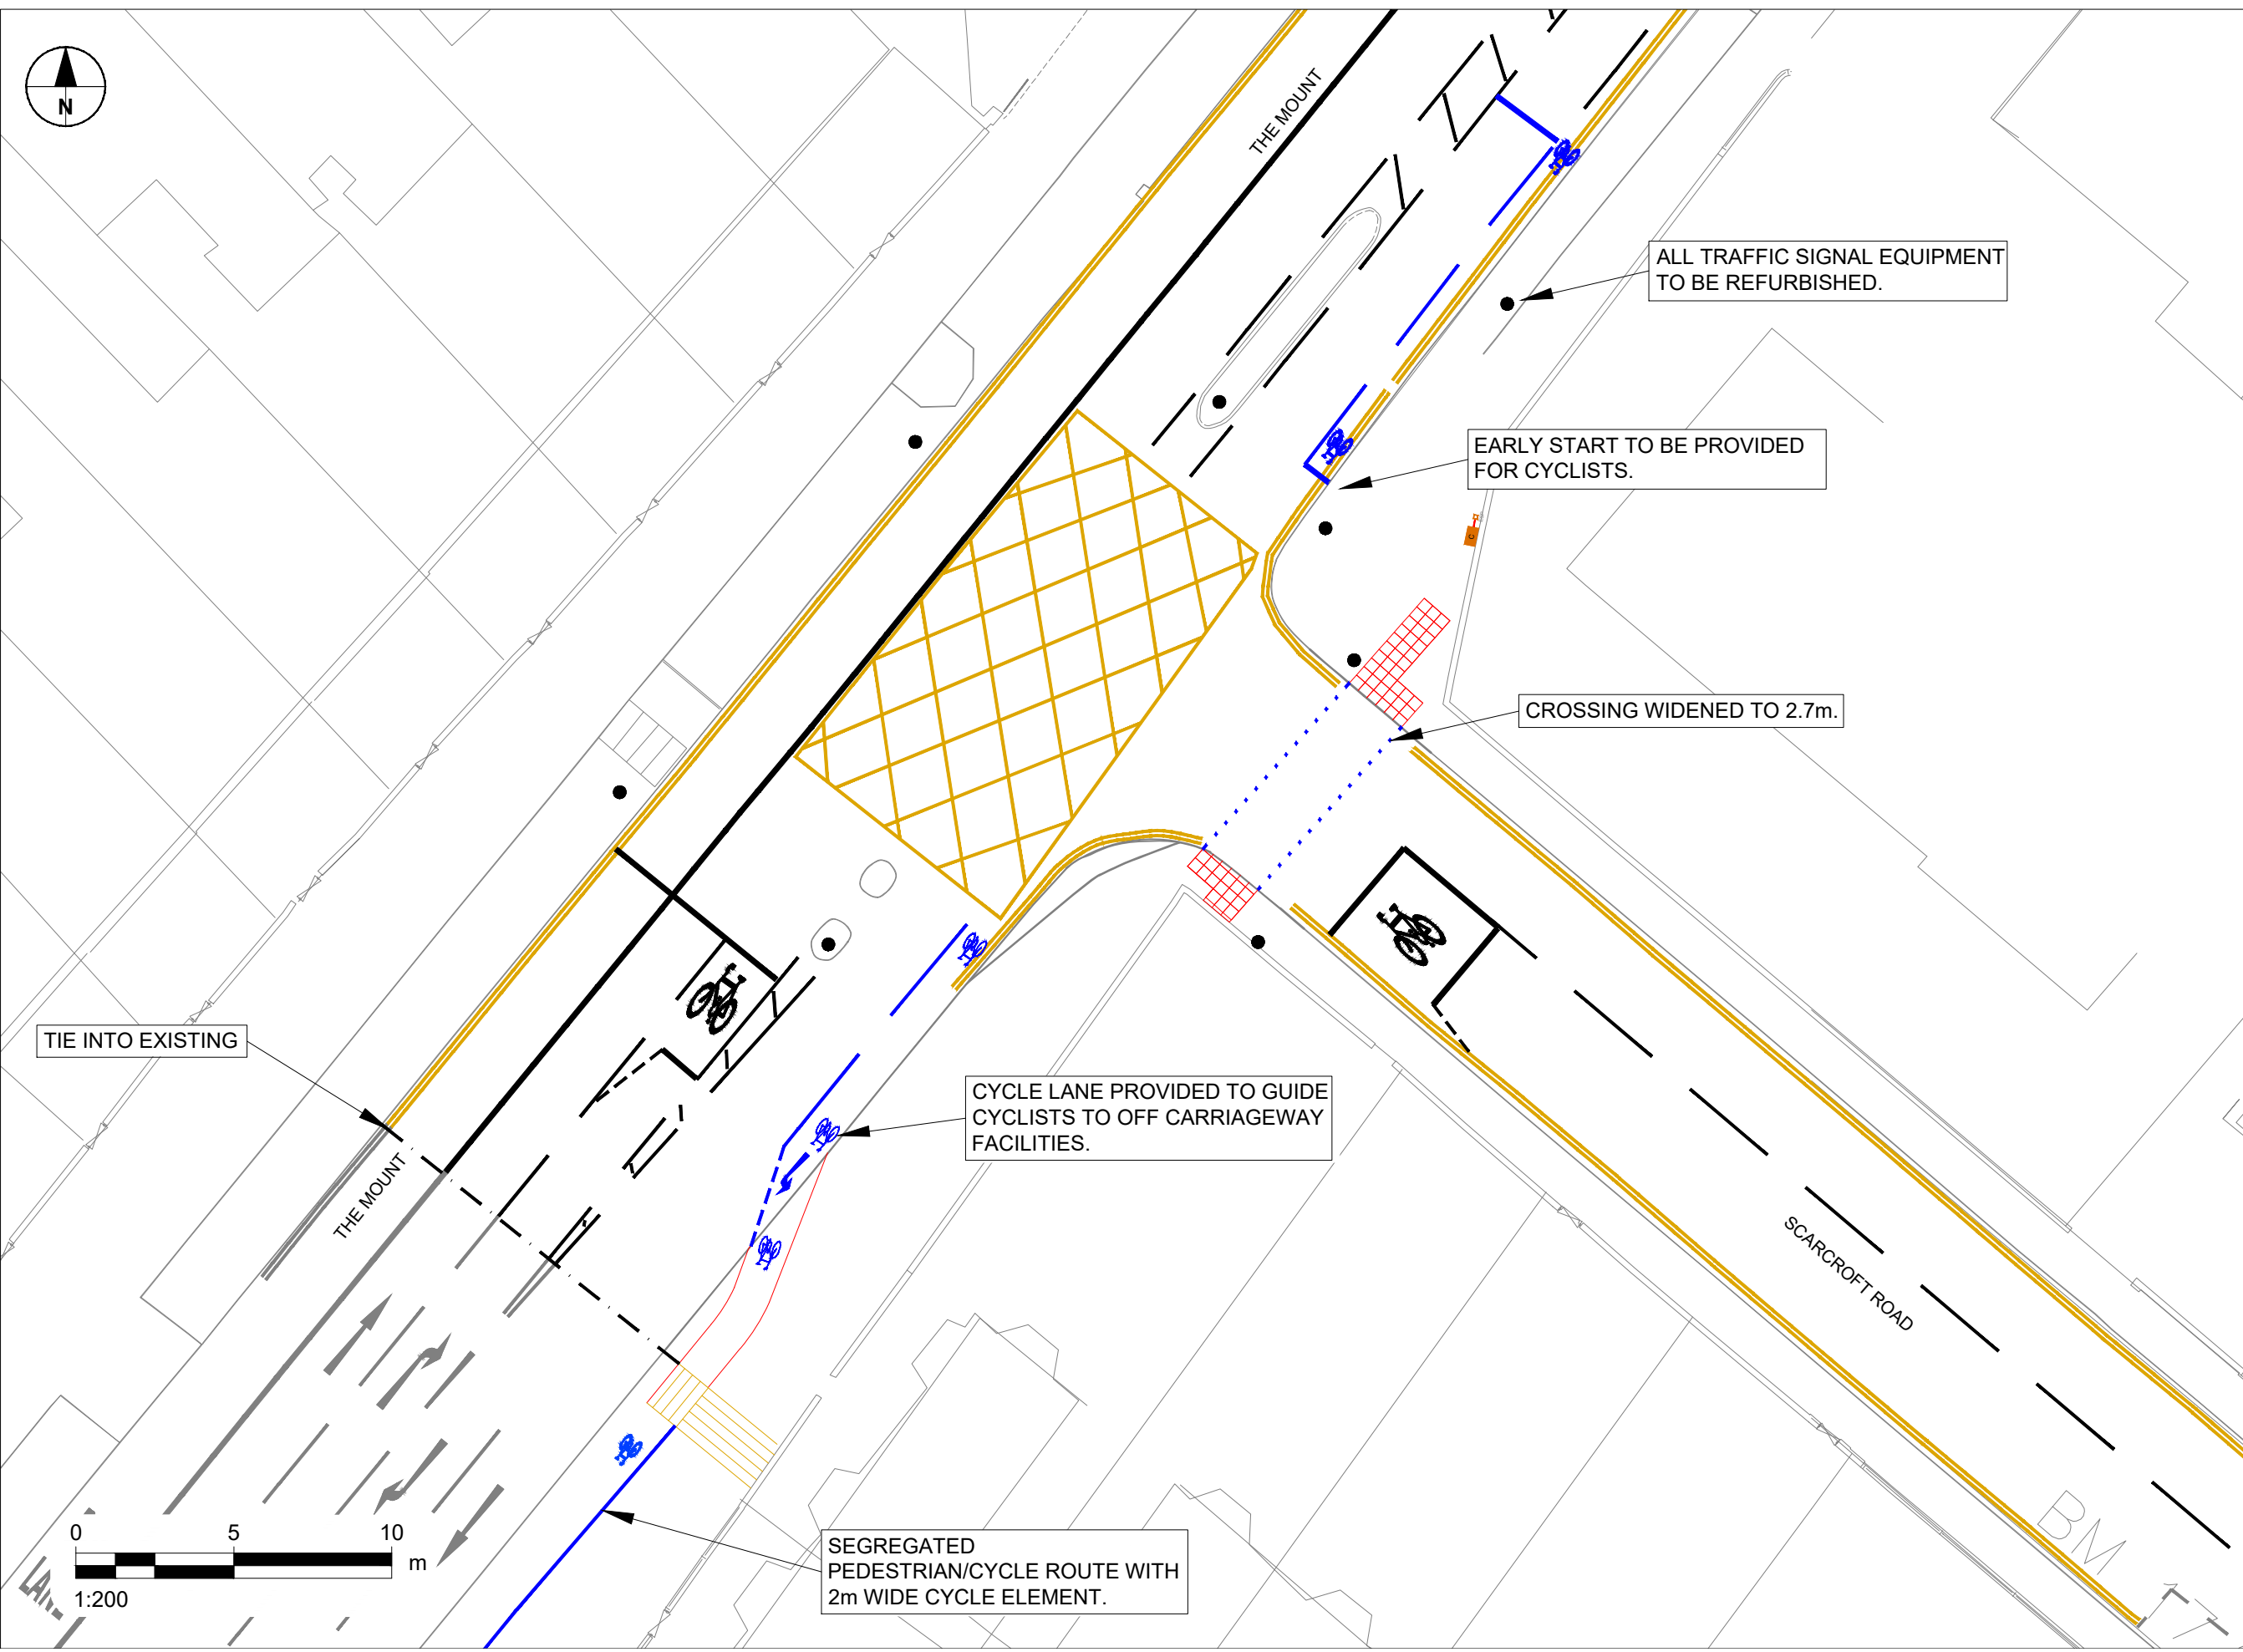 N
THE MOUNT
ALL TRAFFIC SIGNAL EQUIPMENT
TO BE REFURBISHED.
EARLY START TO BE PROVIDED
FOR CYCLISTS.
C
CROSSING WIDENED TO 2.7m.
TIE INTO EXISTING
CYCLE LANE PROVIDED TO GUIDE
CYCLISTS TO OFF CARRIAGEWAY
FACILITIES.
THE MOUNT
SCARCROFT ROAD
BM
0 5 10
m
1:200
SEGREGATED
PEDESTRIAN/CYCLE ROUTE WITH
2m WIDE CYCLE ELEMENT.